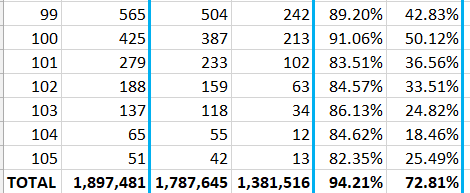 99 565 504 242 89.20% 42.83%
100 425 387 213 91.06% 50.12%
101 279 233 102 83.51% 36.56%
102 188 159 63 84.57% 33.51%
103 137 118 34 86.13% 24.82%
104 65 55 12 84.62% 18.46%
105 51 42 13 82.35% 25.49%
TOTAL 1,897,481 1,787,645 1,381,516 94.21% 72.81%